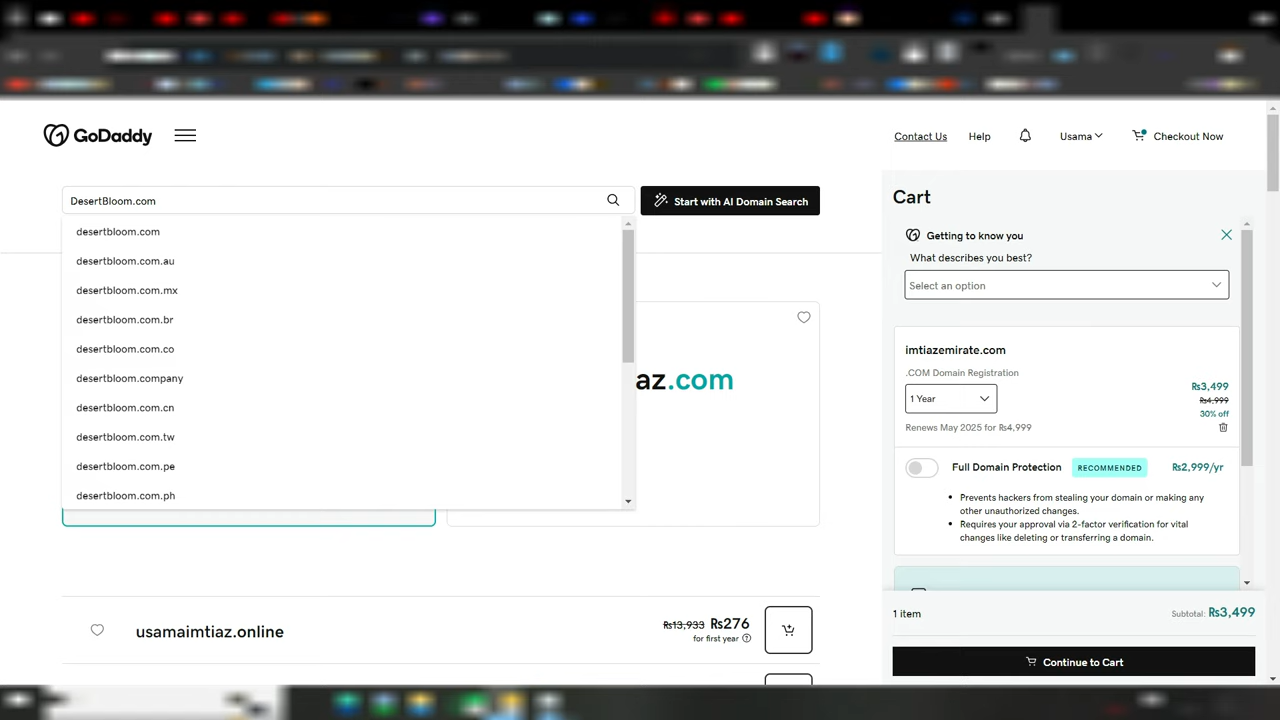 GoDaddy
Contact Us
Help
Usama
Checkout Now
DesertBloom.com
Start with AI Domain Search
desertbloom.com
desertbloom.com.au
desertbloom.com.mx
desertbloom.com.br
desertbloom.com.co
desertbloom.company
desertbloom.com.cn
desertbloom.com.tw
desertbloom.com.pe
desertbloom.com.ph
az.com
usamaimtiaz.online
₨13,933 ₨276
for first year
Cart
Getting to know you
What describes you best?
Select an option
imtiazemirate.com
.COM Domain Registration
1 Year
₨3,499
₨4,999
30% off
Renews May 2025 for ₨4,999
Full Domain Protection
RECOMMENDED
₨2,999/yr
• Prevents hackers from stealing your domain or making any
other unauthorized changes.
• Requires your approval via 2-factor verification for vital
changes like deleting or transferring a domain.
1 item
Subtotal: ₨3,499
Continue to Cart